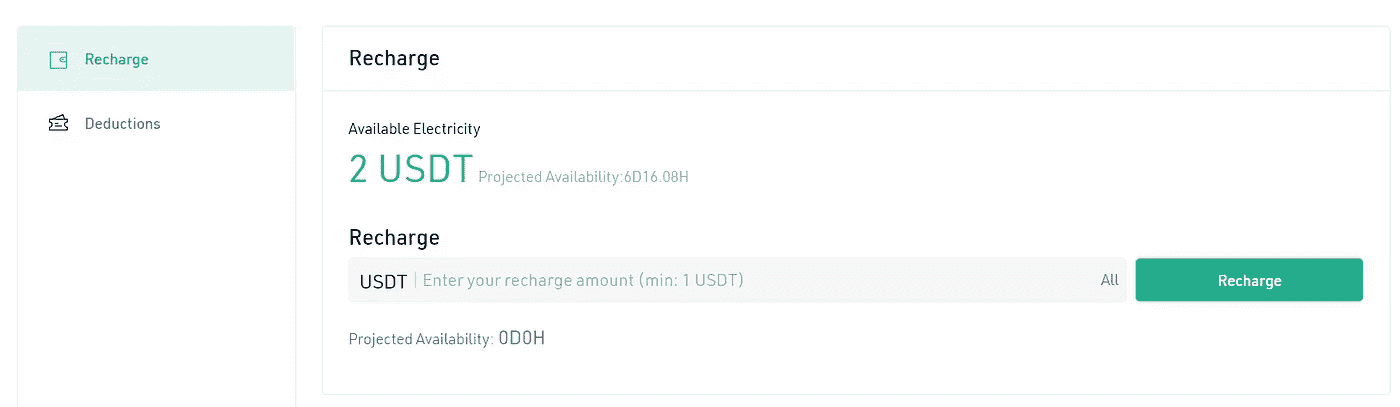 Recharge
Deductions
Recharge
Available Electricity
2 USDT Projected Availability:6D16.08H
Recharge
USDT Enter your recharge amount (min: 1 USDT) All Recharge
Projected Availability: 0D0H